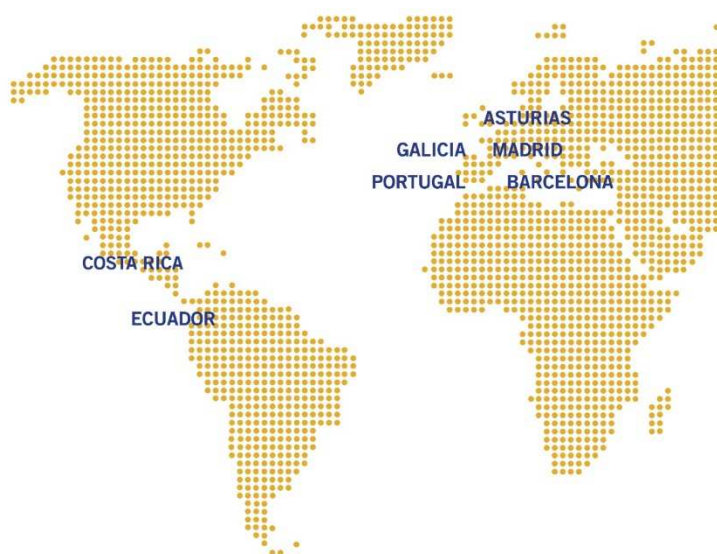 ASTURIAS
GALICIA MADRID
PORTUGAL BARCELONA
COSTA RICA
ECUADOR